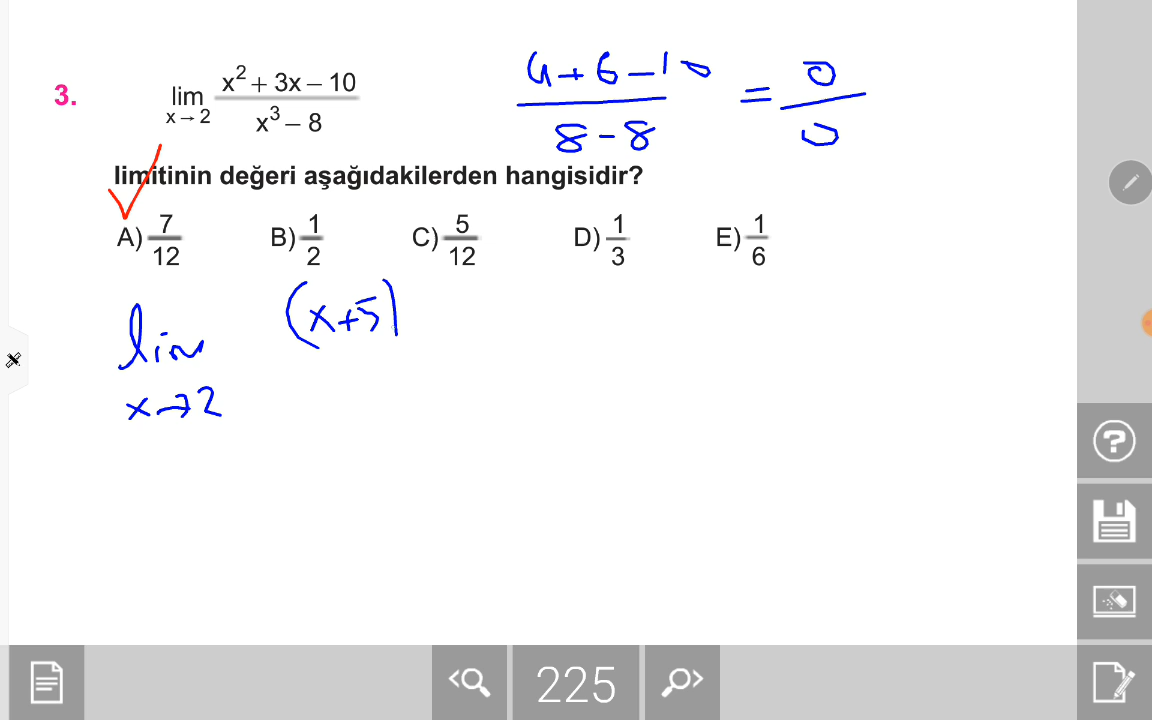 3. lim x→2 x² + 3x – 10 / x³ – 8
4+6-10 / 8-8 = 0/0
limitinin değeri aşağıdakilerden hangisidir?
A) 7/12 B) 1/2 C) 5/12 D) 1/3 E) 1/6
lim x→2 (x+5)
225